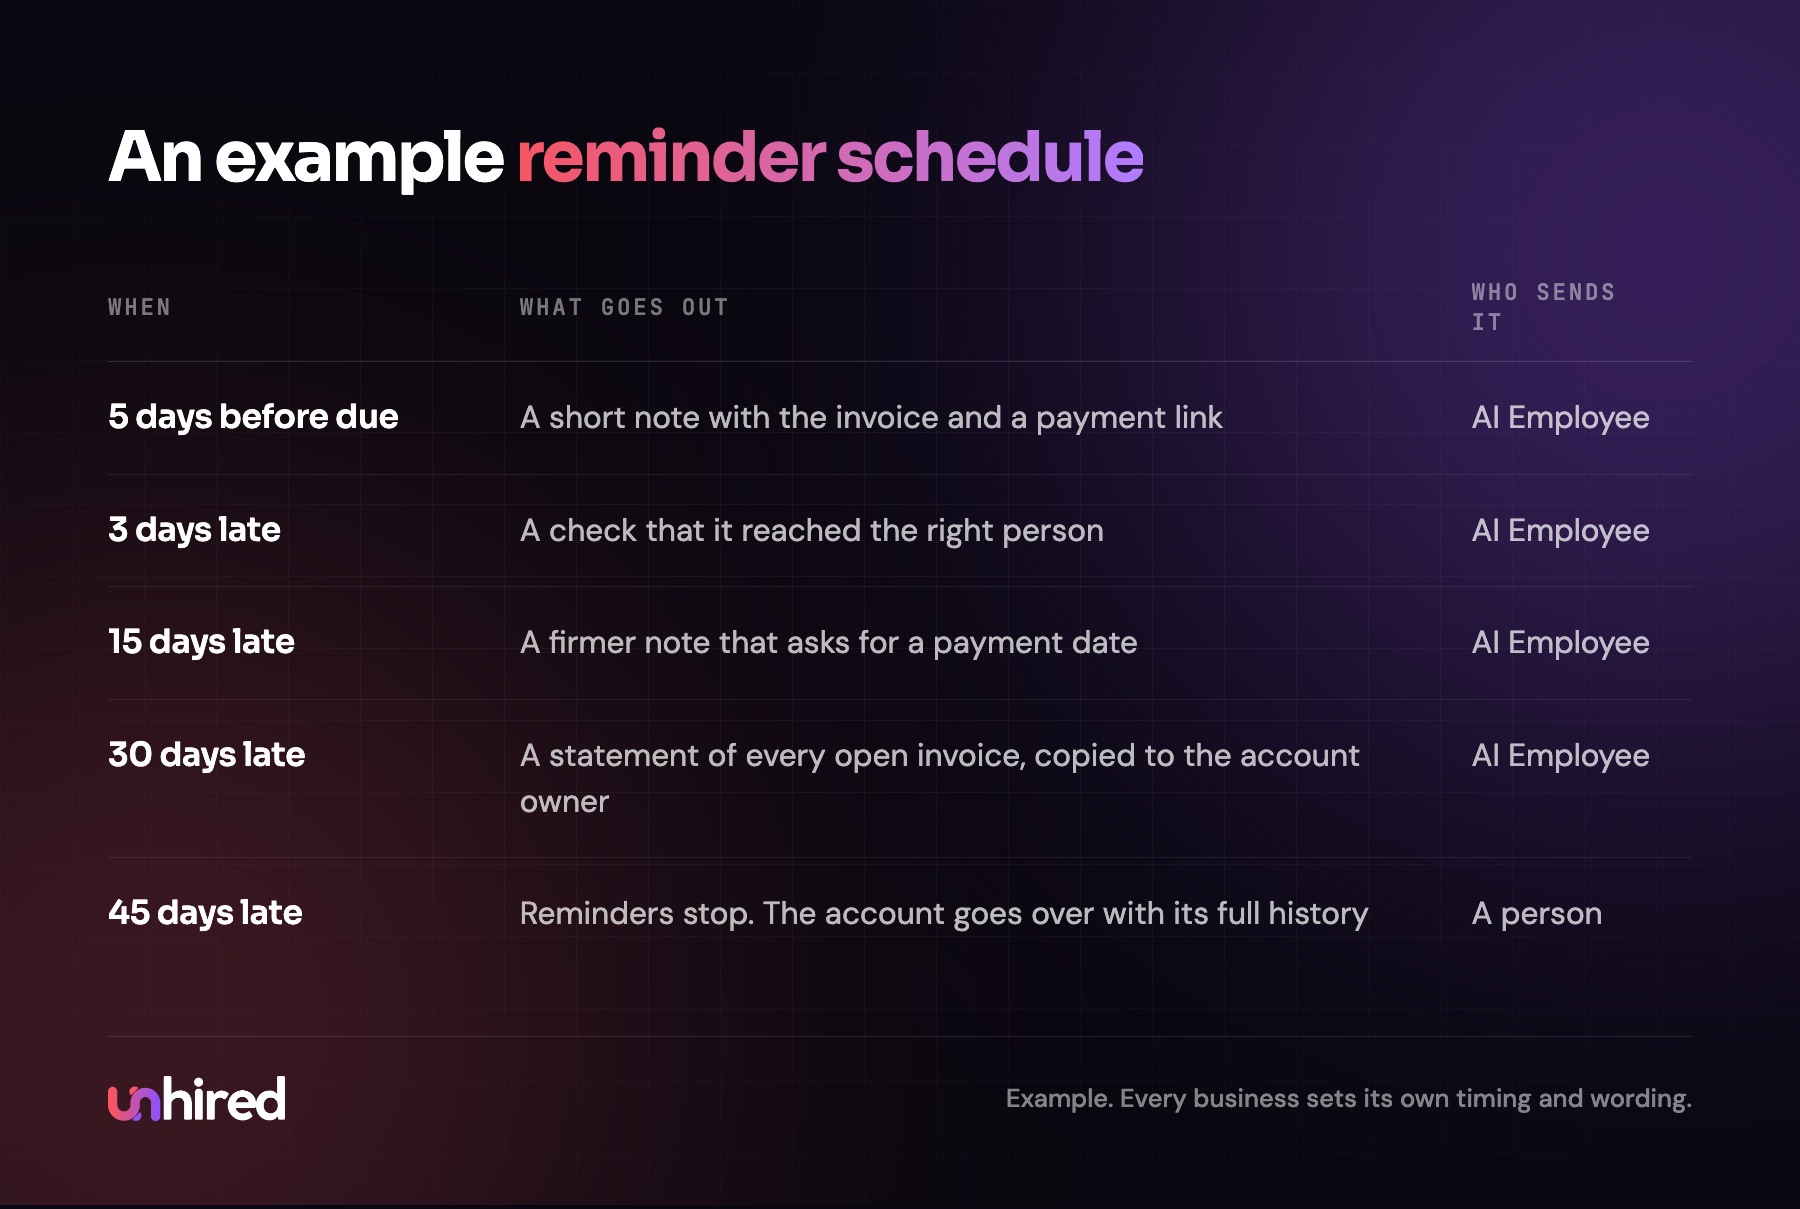 An example reminder schedule
WHEN WHAT GOES OUT WHO SENDS IT
5 days before due A short note with the invoice and a payment link AI Employee
3 days late A check that it reached the right person AI Employee
15 days late A firmer note that asks for a payment date AI Employee
30 days late A statement of every open invoice, copied to the account AI Employee
owner
45 days late Reminders stop. The account goes over with its full history A person
unhired Example. Every business sets its own timing and wording.